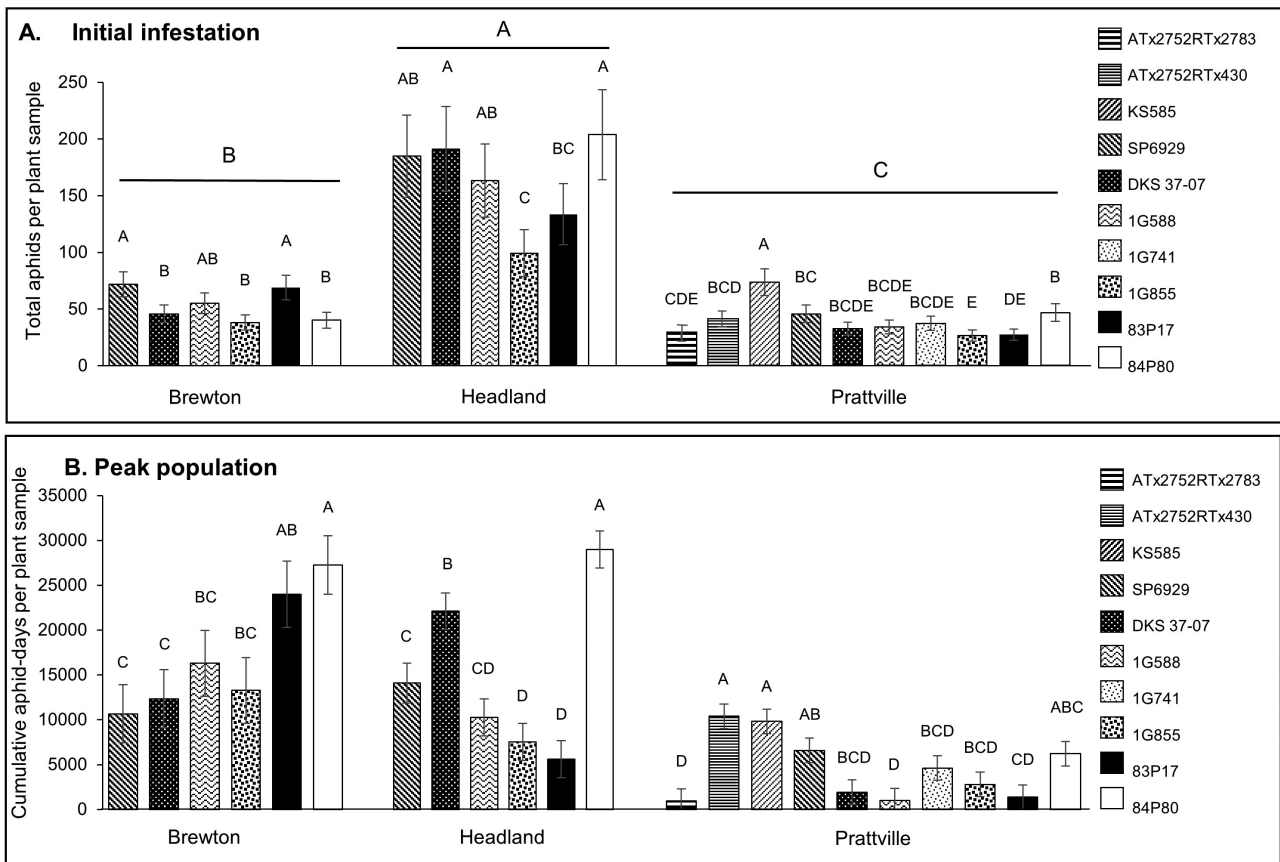 A. Initial infestation
Total aphids per plant sample
250
200
150
100
50
0
B
A
B
AB
B
A
B
Brewton
A
AB
A
AB
C
BC
A
Headland
C
CDE
BCD
A
BC
BCDE
BCDE
BCDE
E
DE
B
Prattville
ATx2752RTx2783
ATx2752RTx430
KS585
SP6929
DKS 37-07
1G588
1G741
1G855
83P17
84P80
B. Peak population
Cumulative aphid-days per plant sample
35000
30000
25000
20000
15000
10000
5000
0
C
C
BC
BC
AB
A
Brewton
C
B
CD
D
D
A
Headland
D
A
A
AB
BCD
D
BCD
BCD
CD
ABC
Prattville
ATx2752RTx2783
ATx2752RTx430
KS585
SP6929
DKS 37-07
1G588
1G741
1G855
83P17
84P80